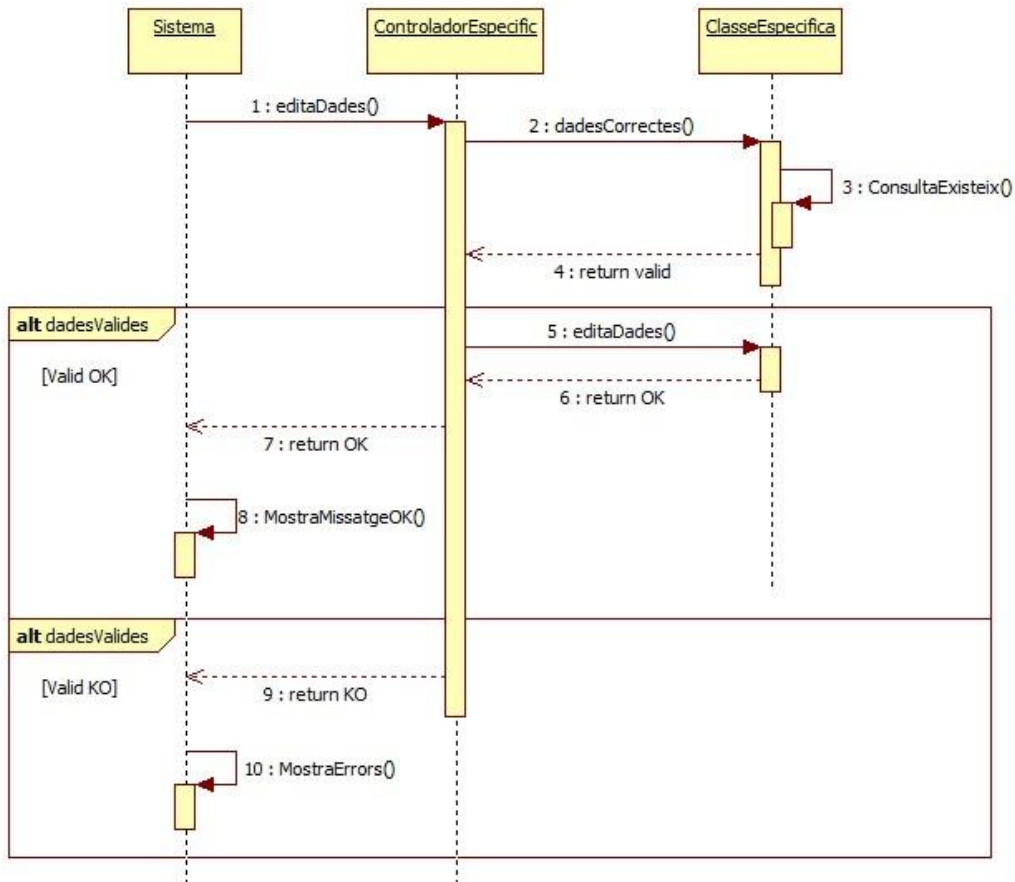 Sistema
ControladorEspecific
ClasseEspecifica
1 : editaDades()
2 : dadesCorrectes()
3 : ConsultaExisteix()
4 : return valid
alt dadesValides
[Valid OK]
5 : editaDades()
6 : return OK
7 : return OK
8 : MostraMissatgeOK()
alt dadesValides
[Valid KO]
9 : return KO
10 : MostraErrors()